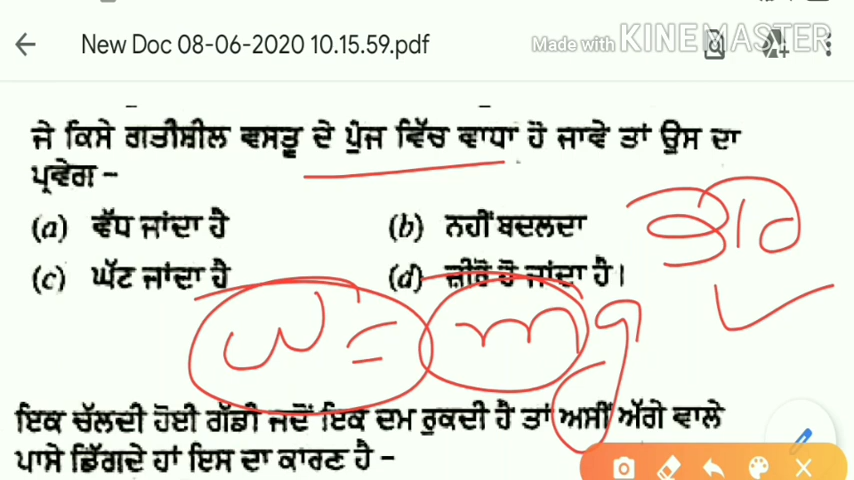 New Doc 08-06-2020 10.15.59.pdf
Made with KINEMASTER
ਜੇ ਕਿਸੇ ਗਤੀਸ਼ੀਲ ਵਸਤੂ ਦੇ ਪੁੰਜ ਵਿੱਚ ਵਾਧਾ ਹੋ ਜਾਵੇ ਤਾਂ ਉਸ ਦਾ
ਪ੍ਰਵੇਗ –
(a) ਵੱਧ ਜਾਂਦਾ ਹੈ (b) ਨਹੀਂ ਬਦਲਦਾ
(c) ਘੱਟ ਜਾਂਦਾ ਹੈ (d) ਜ਼ੀਰੋ ਹੋ ਜਾਂਦਾ ਹੈ।
ਭਾਰ
w = mg
ਇਕ ਚੱਲਦੀ ਹੋਈ ਗੱਡੀ ਜਦੋਂ ਇਕ ਦਮ ਰੁਕਦੀ ਹੈ ਤਾਂ ਅਸੀਂ ਅੱਗੇ ਵਾਲੇ
ਪਾਸੇ ਡਿੱਗਦੇ ਹਾਂ ਇਸ ਦਾ ਕਾਰਣ ਹੈ –